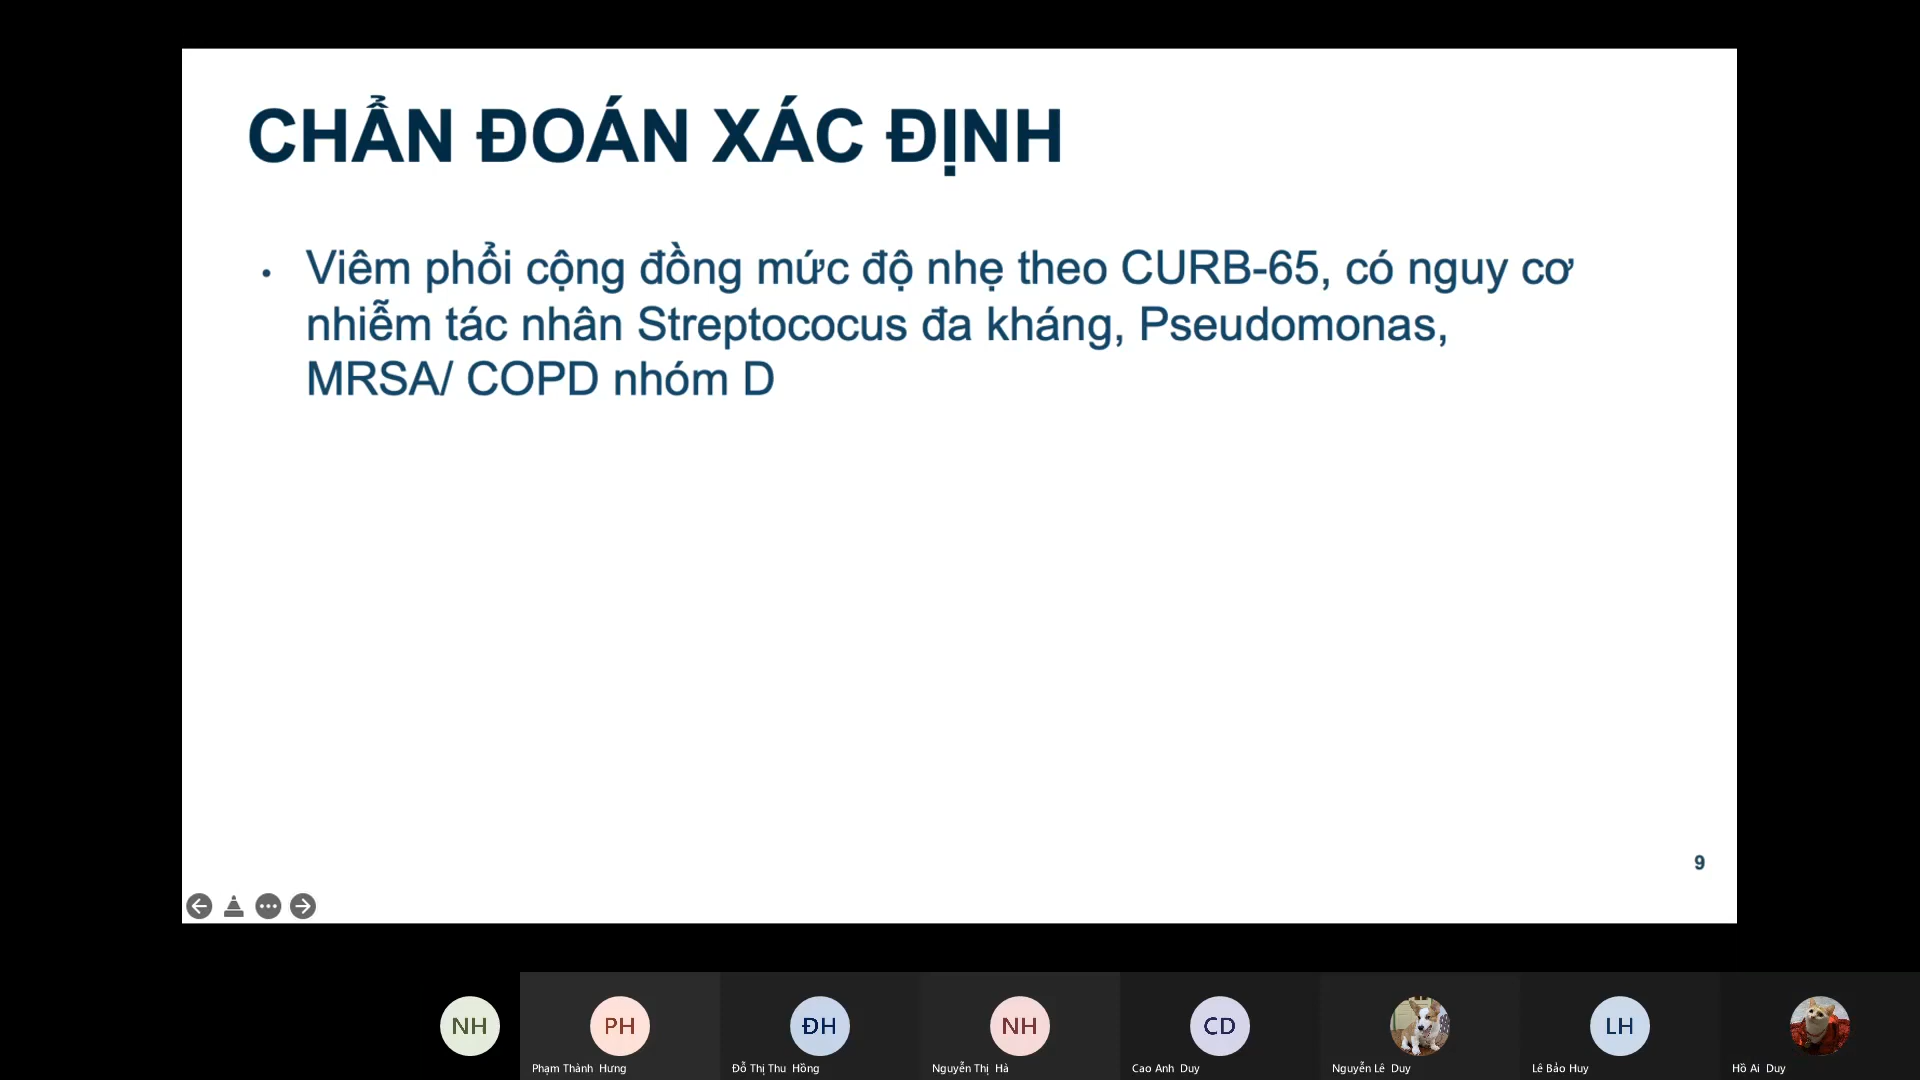 CHẨN ĐOÁN XÁC ĐỊNH
• Viêm phổi cộng đồng mức độ nhẹ theo CURB-65, có nguy cơ
nhiễm tác nhân Streptococus đa kháng, Pseudomonas,
MRSA/ COPD nhóm D
9
NH
PH
ĐH
NH
CD
LH
Phạm Thành Hưng
Đỗ Thị Thu Hồng
Nguyễn Thị Hà
Cao Anh Duy
Nguyễn Lê Duy
Lê Bảo Huy
Hồ Ai Duy